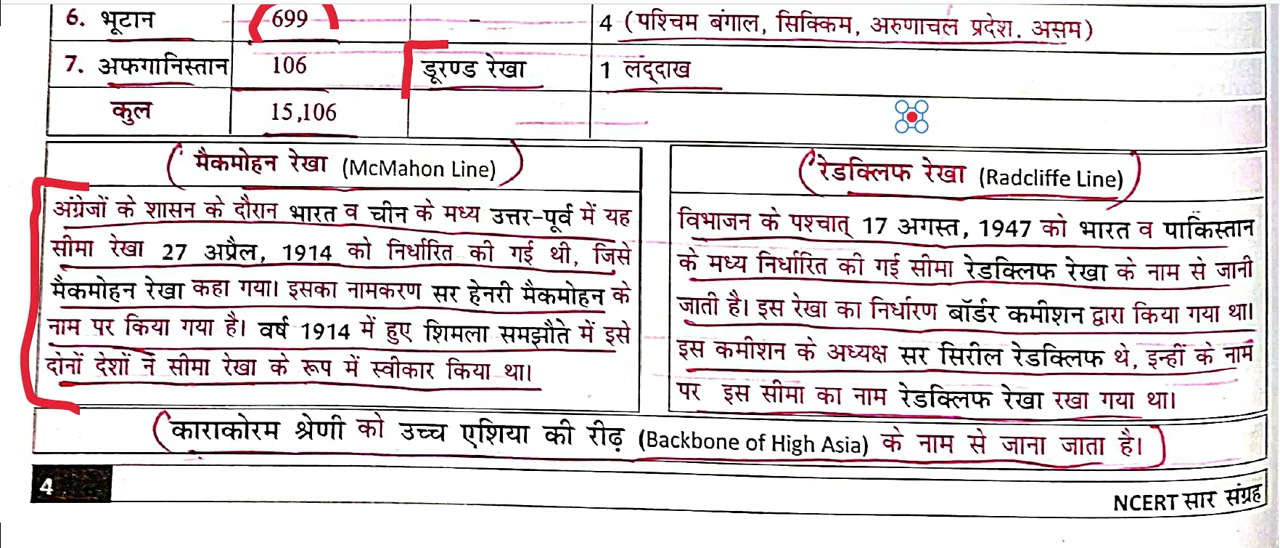 6. भूटान 699 - 4 (पश्चिम बंगाल, सिक्किम, अरुणाचल प्रदेश. असम)
7. अफगानिस्तान 106 डूरण्ड रेखा 1 लद्दाख
कुल 15,106
मैकमोहन रेखा (McMahon Line)
अंग्रेजों के शासन के दौरान भारत व चीन के मध्य उत्तर-पूर्व में यह
सीमा रेखा 27 अप्रैल, 1914 को निर्धारित की गई थी, जिसे
मैकमोहन रेखा कहा गया। इसका नामकरण सर हेनरी मैकमोहन के
नाम पर किया गया है। वर्ष 1914 में हुए शिमला समझौते में इसे
दोनों देशों ने सीमा रेखा के रूप में स्वीकार किया था।
रेडक्लिफ रेखा (Radcliffe Line)
विभाजन के पश्चात् 17 अगस्त, 1947 को भारत व पाकिस्तान
के मध्य निर्धारित की गई सीमा रेडक्लिफ रेखा के नाम से जानी
जाती है। इस रेखा का निर्धारण बॉर्डर कमीशन द्वारा किया गया था।
इस कमीशन के अध्यक्ष सर सिरील रेडक्लिफ थे, इन्हीं के नाम
पर इस सीमा का नाम रेडक्लिफ रेखा रखा गया था।
काराकोरम श्रेणी को उच्च एशिया की रीढ़ (Backbone of High Asia) के नाम से जाना जाता है।
4
NCERT सार संग्रह